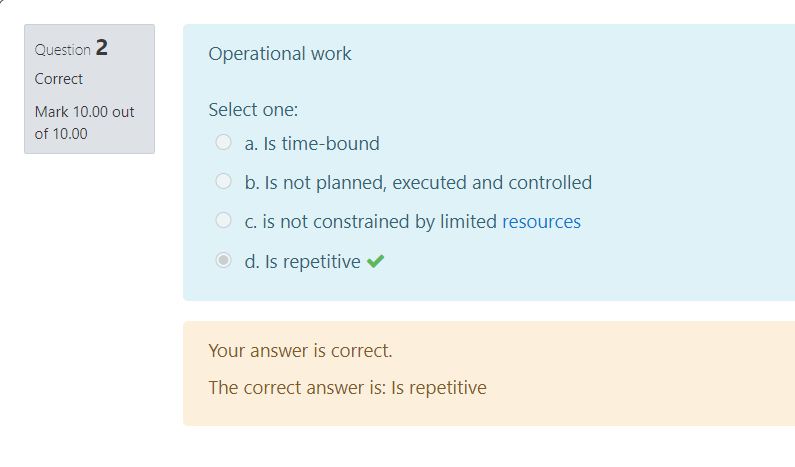 Question 2
Correct
Mark 10.00 out
of 10.00
Operational work
Select one:
a. Is time-bound
b. Is not planned, executed and controlled
c. is not constrained by limited resources
d. Is repetitive
Your answer is correct.
The correct answer is: Is repetitive